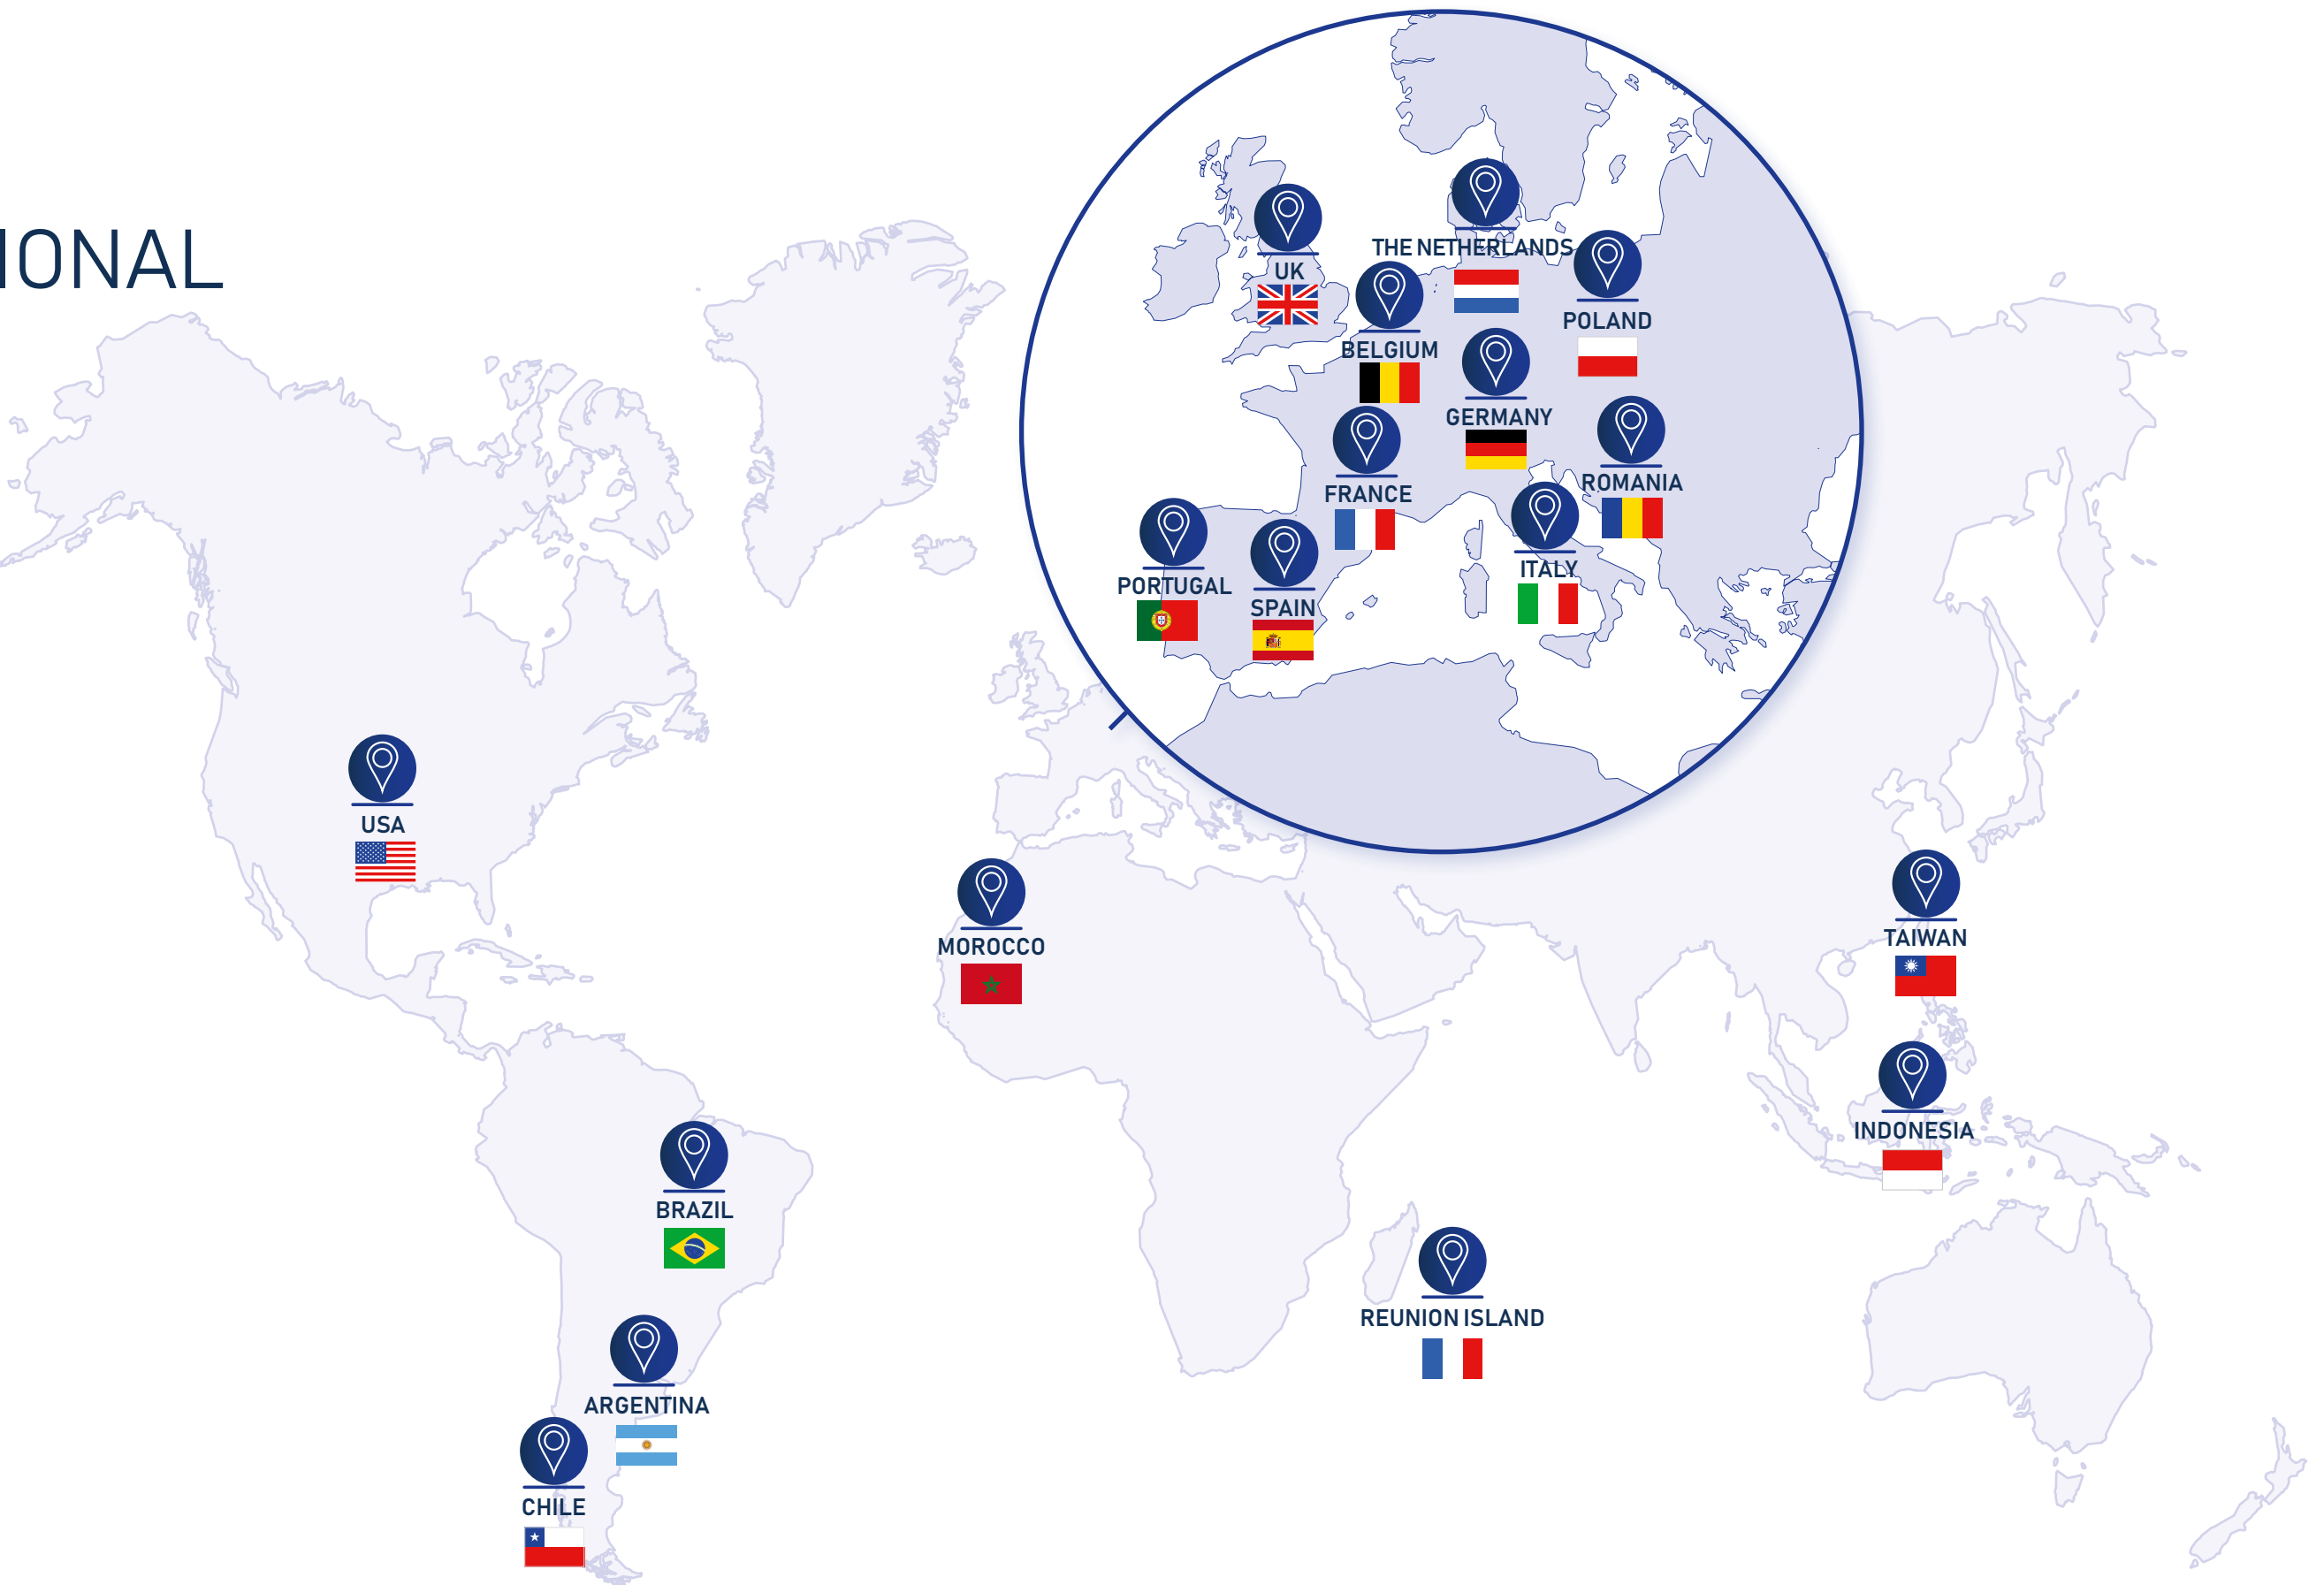 IONAL
UK
THE NETHERLANDS
POLAND
BELGIUM
GERMANY
ROMANIA
FRANCE
ITALY
PORTUGAL
SPAIN
USA
MOROCCO
TAIWAN
INDONESIA
BRAZIL
REUNION ISLAND
ARGENTINA
CHILE